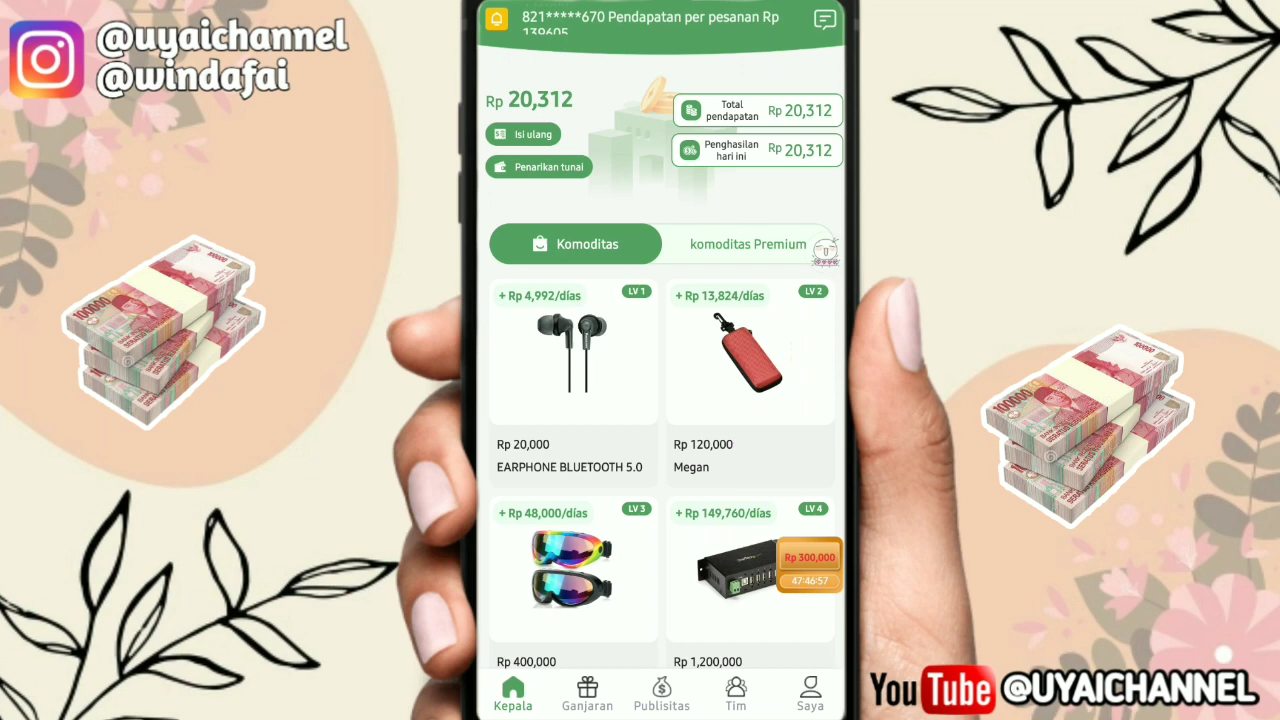 @uyaichannel
@windafai
821*****670 Pendapatan per pesanan Rp
139605
Rp 20,312
Total
pendapatan
Rp 20,312
Isi ulang
Penghasilan
hari ini
Rp 20,312
Penarikan tunai
Komoditas
komoditas Premium
+ Rp 4,992/días
LV 1
+ Rp 13,824/días
LV 2
Rp 20,000
EARPHONE BLUETOOTH 5.0
Rp 120,000
Megan
+ Rp 48,000/días
LV 3
+ Rp 149,760/días
LV 4
Rp 300,000
47:46:57
Rp 400,000
Rp 1,200,000
Kepala
Ganjaran
Publisitas
Tim
Saya
100000
100000
100000
100000
YouTube @UYAICHANNEL